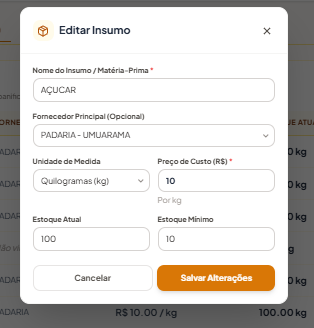 Editar Insumo
Nome do Insumo / Matéria-Prima *
AÇUCAR
Fornecedor Principal (Opcional)
PADARIA - UMUARAMA
Unidade de Medida
Preço de Custo (R$) *
Quilogramas (kg)
10
Por kg
Estoque Atual
Estoque Mínimo
100
10
Cancelar
Salvar Alterações
R$ 10.00 / kg
100.00 kg